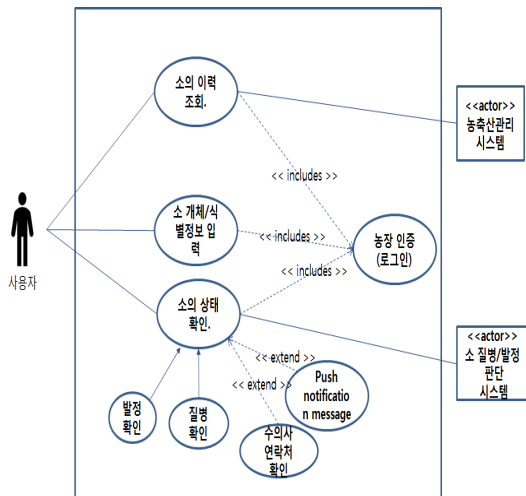 소의 이력
조회.
<<actor>>
농축산관리
시스템
<< includes >>
사용자
소 개체/식
별정보 입
력
<< includes >>
농장 인증
(로그인)
<< includes >>
소의 상태
확인.
<<actor>>
소 질병/발정
판단
시스템
<< extend >>
<< extend >>
Push
notificatio
n message
발정
확인
질병
확인
수의사
연락처
확인